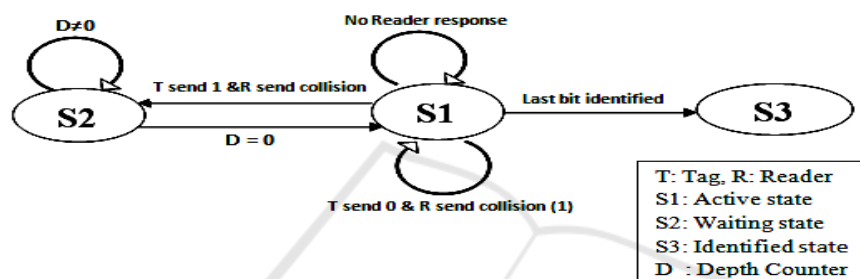 No Reader response
D≠0
T send 1 &R send collision
S2
S1
Last bit identified
S3
D = 0
T send 0 & R send collision (1)
T: Tag, R: Reader
S1: Active state
S2: Waiting state
S3: Identified state
D : Depth Counter